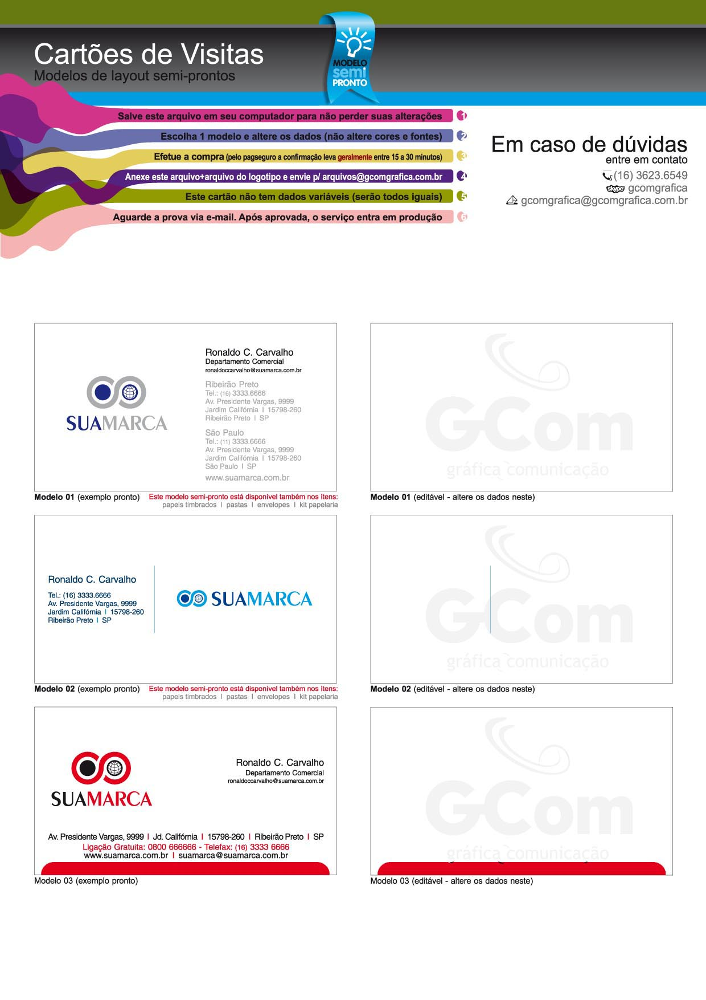 Cartões de Visitas
Modelos de layout semi-prontos
MODELO
semi
PRONTO
Salve este arquivo em seu computador para não perder suas alterações 1
Escolha 1 modelo e altere os dados (não altere cores e fontes) 2
Efetue a compra (pelo pagseguro a confirmação leva geralmente entre 15 a 30 minutos) 3
Anexe este arquivo+arquivo do logotipo e envie p/ arquivos@gcomgrafica.com.br 4
Este cartão não tem dados variáveis (serão todos iguais) 5
Aguarde a prova via e-mail. Após aprovada, o serviço entra em produção 6
Em caso de dúvidas
entre em contato
(16) 3623.6549
skype gcomgrafica
gcomgrafica@gcomgrafica.com.br
SUAMARCA
Ronaldo C. Carvalho
Departamento Comercial
ronaldoccarvalho@suamarca.com.br
Ribeirão Preto
Tel.: (16) 3333.6666
Av. Presidente Vargas, 9999
Jardim Califórnia I 15798-260
Ribeirão Preto I SP
São Paulo
Tel.: (11) 3333.6666
Av. Presidente Vargas, 9999
Jardim Califórnia I 15798-260
São Paulo I SP
www.suamarca.com.br
GCom
gráfica comunicação
Modelo 01 (exemplo pronto) Este modelo semi-pronto está disponível também nos ítens:
papeis timbrados I pastas I envelopes I kit papelaria
Modelo 01 (editável - altere os dados neste)
Ronaldo C. Carvalho
Tel.: (16) 3333.6666
Av. Presidente Vargas, 9999
Jardim Califórnia I 15798-260
Ribeirão Preto I SP
SUAMARCA
GCom
gráfica comunicação
Modelo 02 (exemplo pronto) Este modelo semi-pronto está disponível também nos ítens:
papeis timbrados I pastas I envelopes I kit papelaria
Modelo 02 (editável - altere os dados neste)
SUAMARCA
Ronaldo C. Carvalho
Departamento Comercial
ronaldoccarvalho@suamarca.com.br
Av. Presidente Vargas, 9999 I Jd. Califórnia I 15798-260 I Ribeirão Preto I SP
Ligação Gratuita: 0800 666666 - Telefax: (16) 3333 6666
www.suamarca.com.br I suamarca@suamarca.com.br
GCom
gráfica comunicação
Modelo 03 (exemplo pronto)
Modelo 03 (editável - altere os dados neste)